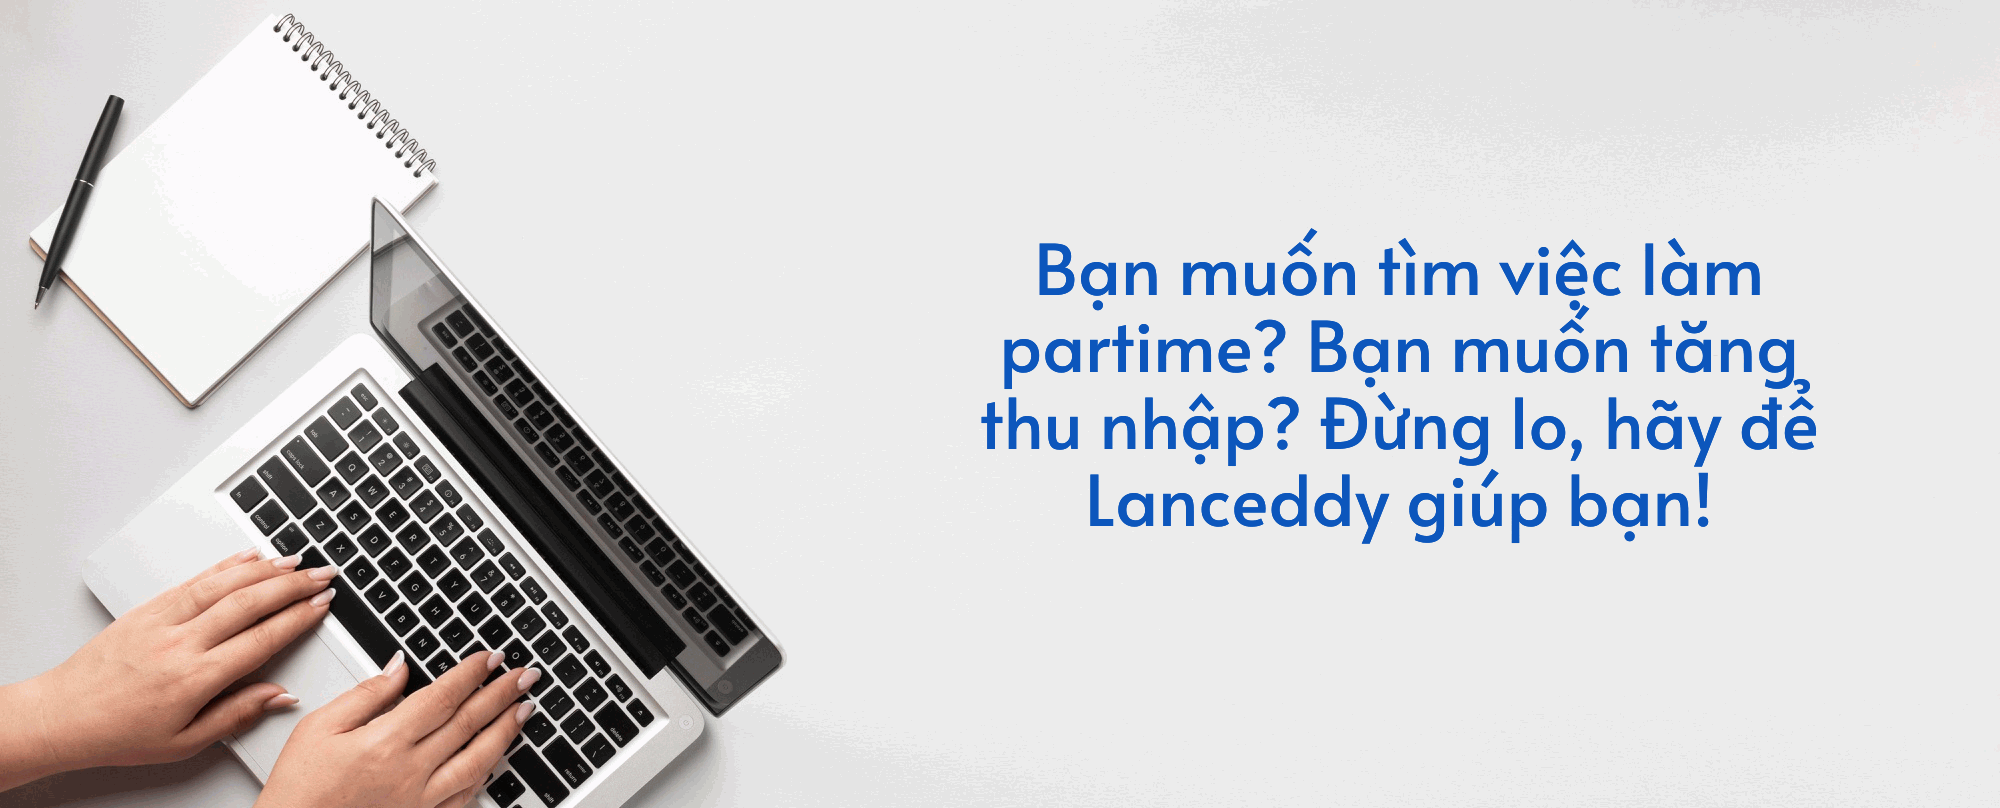 Bạn muốn tìm việc làm
partime? Bạn muốn tăng
thu nhập? Đừng lo, hãy để
Lanceddy giúp bạn!